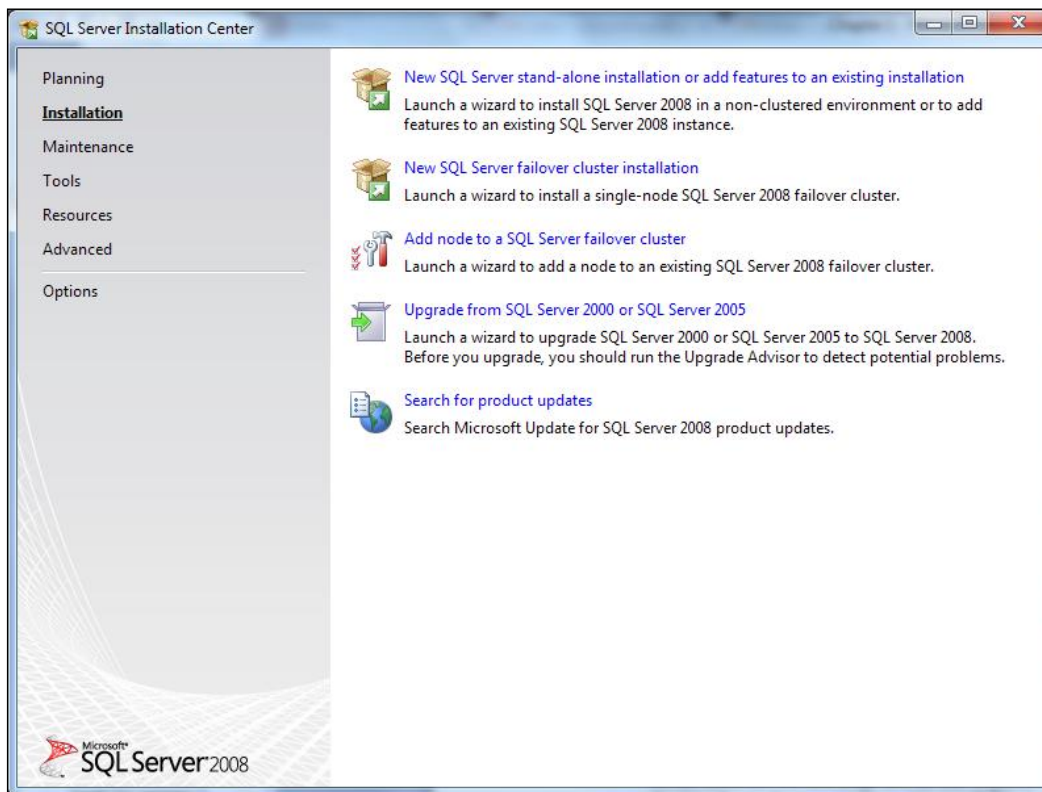 SQL Server Installation Center
Planning
Installation
Maintenance
Tools
Resources
Advanced
Options
New SQL Server stand-alone installation or add features to an existing installation
Launch a wizard to install SQL Server 2008 in a non-clustered environment or to add
features to an existing SQL Server 2008 instance.
New SQL Server failover cluster installation
Launch a wizard to install a single-node SQL Server 2008 failover cluster.
Add node to a SQL Server failover cluster
Launch a wizard to add a node to an existing SQL Server 2008 failover cluster.
Upgrade from SQL Server 2000 or SQL Server 2005
Launch a wizard to upgrade SQL Server 2000 or SQL Server 2005 to SQL Server 2008.
Before you upgrade, you should run the Upgrade Advisor to detect potential problems.
Search for product updates
Search Microsoft Update for SQL Server 2008 product updates.
Microsoft®
SQL Server® 2008